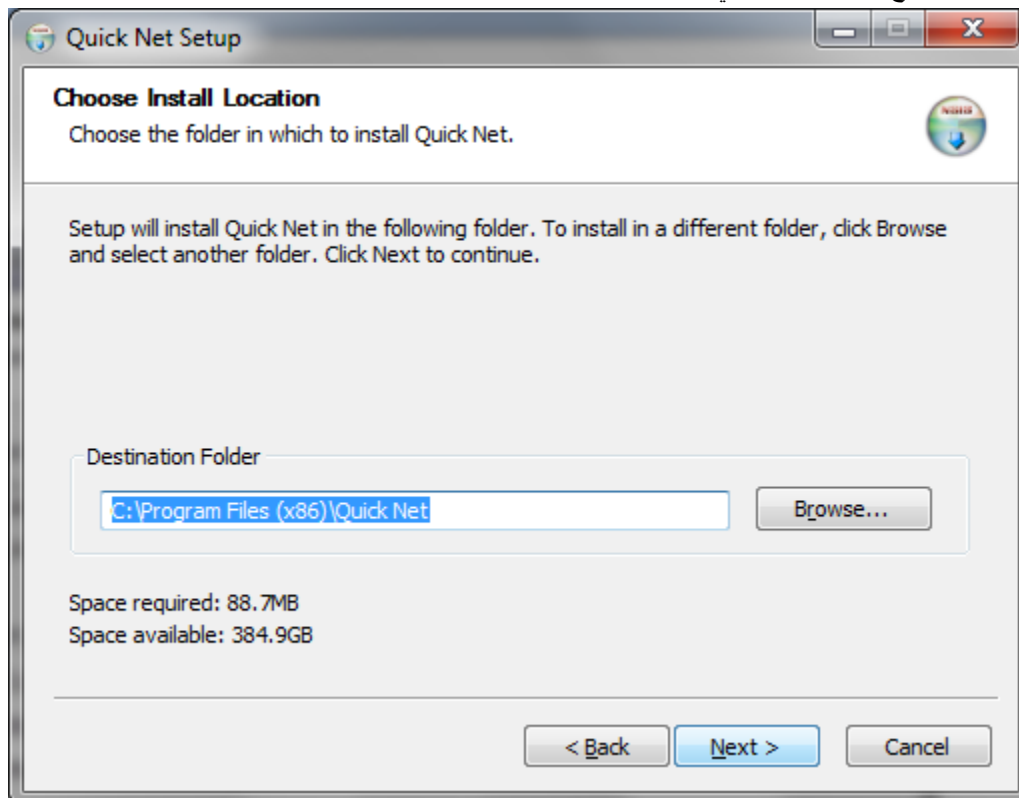 Quick Net Setup
Choose Install Location
Choose the folder in which to install Quick Net.
Setup will install Quick Net in the following folder. To install in a different folder, click Browse
and select another folder. Click Next to continue.
Destination Folder
C:\Program Files (x86)\Quick Net
Browse...
Space required: 88.7MB
Space available: 384.9GB
< Back
Next >
Cancel